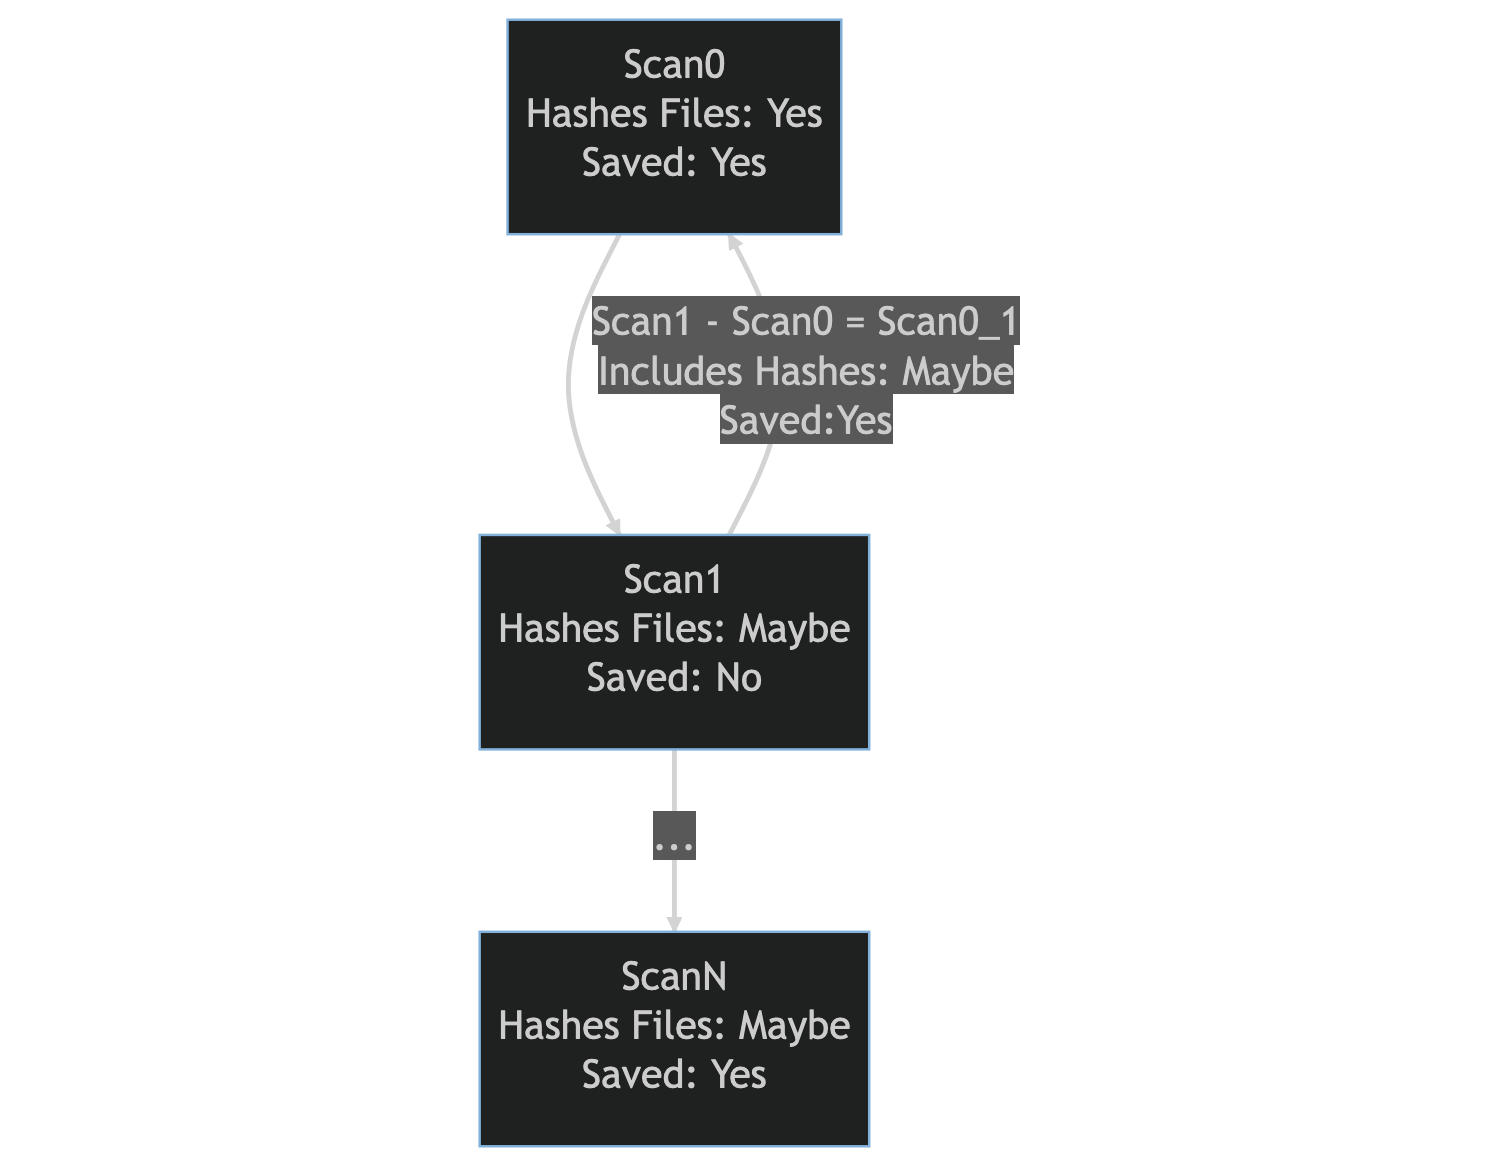 Scan0
Hashes Files: Yes
Saved: Yes
Scan1 - Scan0 = Scan0_1
Includes Hashes: Maybe
Saved:Yes
Scan1
Hashes Files: Maybe
Saved: No
...
ScanN
Hashes Files: Maybe
Saved: Yes